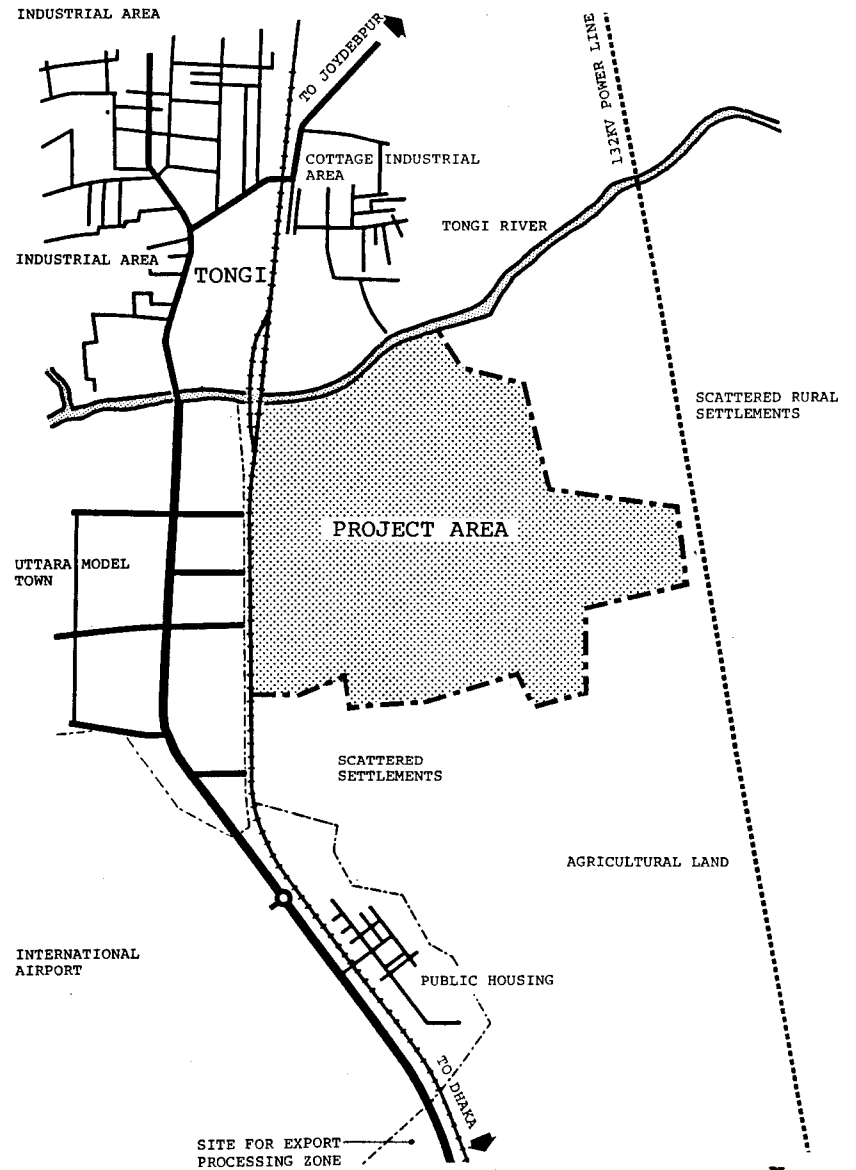 INDUSTRIAL AREA
TO JOYDEBPUR
132KV POWER LINE
COTTAGE INDUSTRIAL
AREA
TONGI RIVER
INDUSTRIAL AREA
TONGI
SCATTERED RURAL
SETTLEMENTS
PROJECT AREA
UTTARA MODEL
TOWN
SCATTERED
SETTLEMENTS
AGRICULTURAL LAND
INTERNATIONAL
AIRPORT
PUBLIC HOUSING
TO DHAKA
SITE FOR EXPORT
PROCESSING ZONE